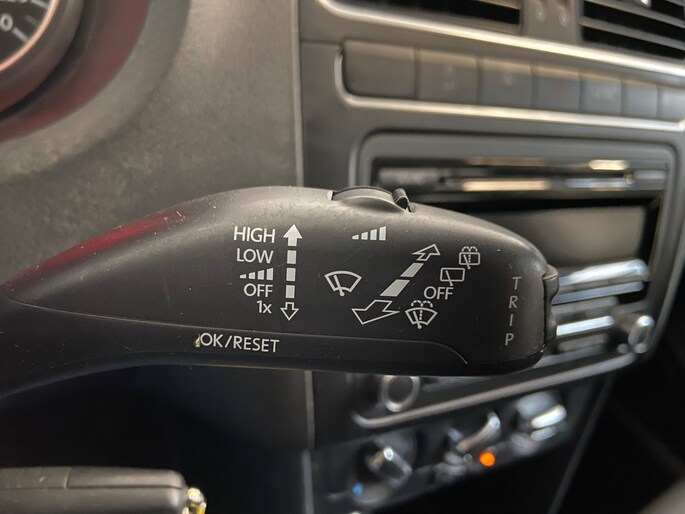 HIGH
LOW
OFF
1x
OFF
TRIP
OK/RESET